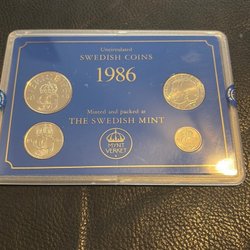 Uncirculated
SWEDISH COINS
1986
Minted and packed at
THE SWEDISH MINT
MYNT
VERKET